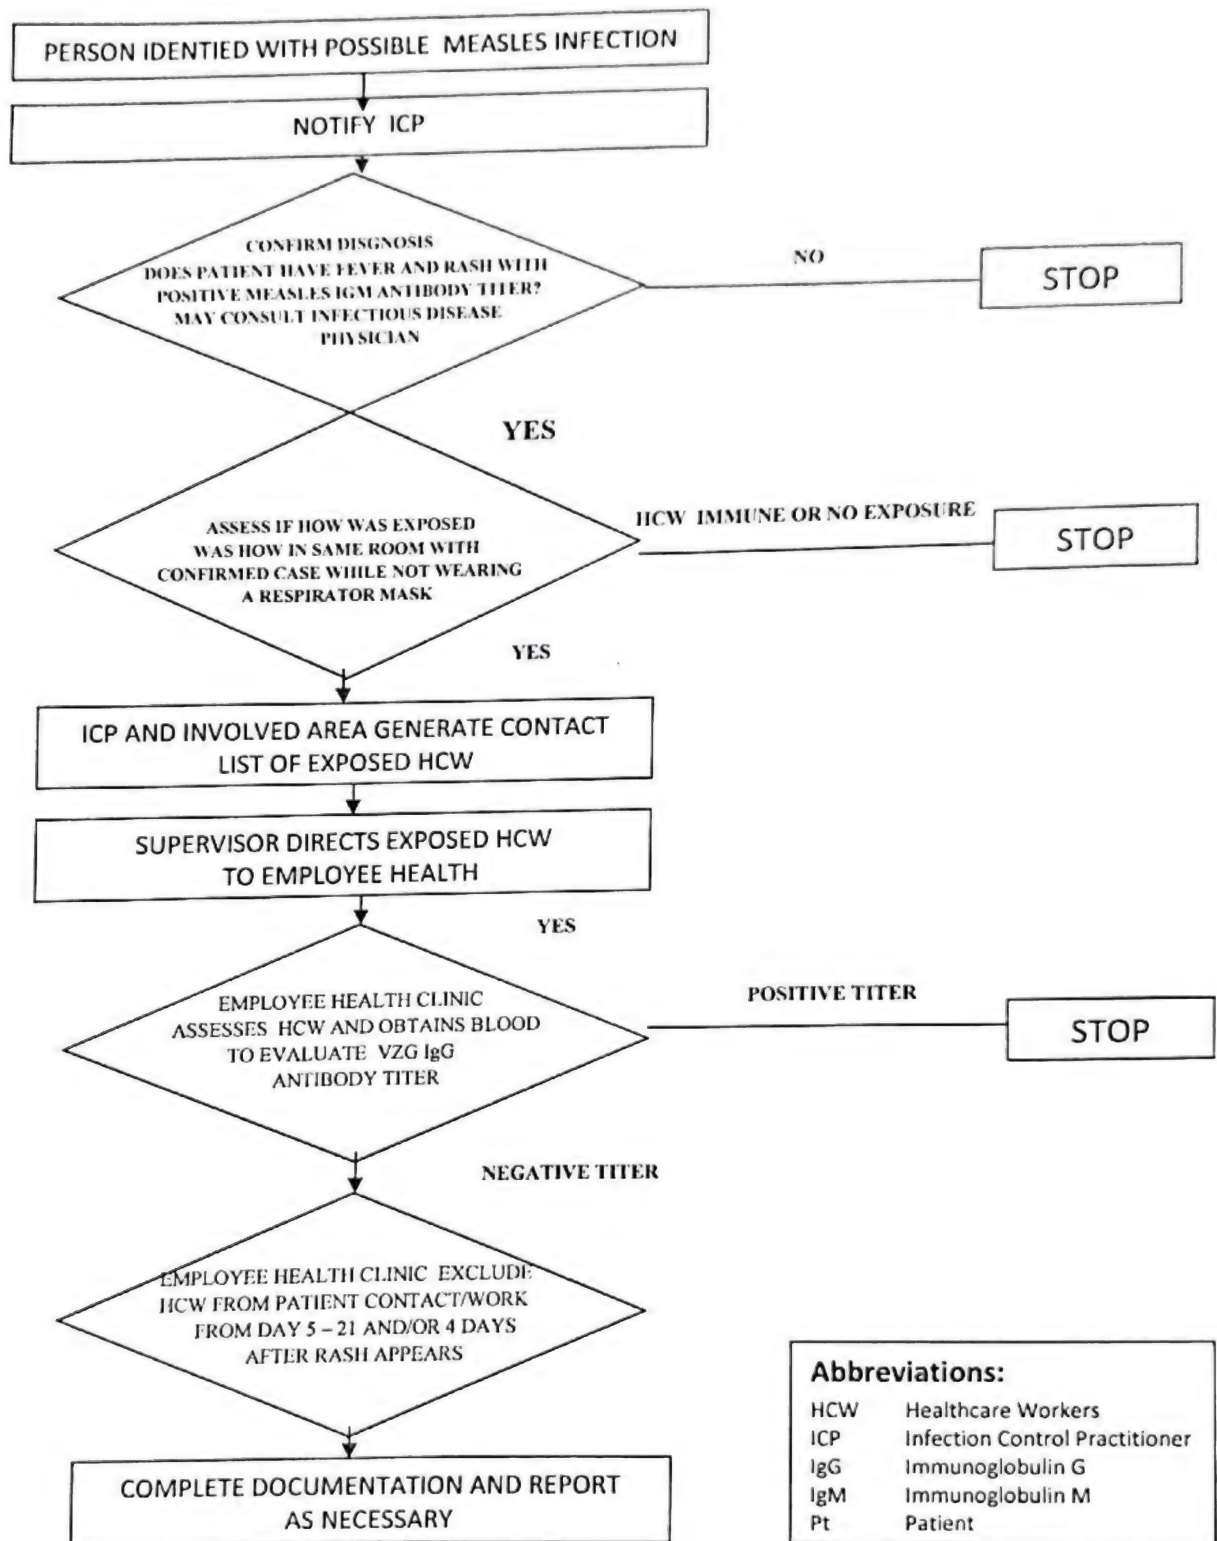 PERSON IDENTIED WITH POSSIBLE MEASLES INFECTION
NOTIFY ICP
CONFIRM DISGNOSIS
DOES PATIENT HAVE FEVER AND RASH WITH
POSITIVE MEASLES IGM ANTIBODY TITER?
MAY CONSULT INFECTIOUS DISEASE
PHYSICIAN
NO
STOP
YES
ASSESS IF HOW WAS EXPOSED
WAS HOW IN SAME ROOM WITH
CONFIRMED CASE WHILE NOT WEARING
A RESPIRATOR MASK
HCW IMMUNE OR NO EXPOSURE
STOP
YES
ICP AND INVOLVED AREA GENERATE CONTACT
LIST OF EXPOSED HCW
SUPERVISOR DIRECTS EXPOSED HCW
TO EMPLOYEE HEALTH
YES
EMPLOYEE HEALTH CLINIC
ASSESSES HCW AND OBTAINS BLOOD
TO EVALUATE VZG IgG
ANTIBODY TITER
POSITIVE TITER
STOP
NEGATIVE TITER
EMPLOYEE HEALTH CLINIC EXCLUDE
HCW FROM PATIENT CONTACT/WORK
FROM DAY 5 – 21 AND/OR 4 DAYS
AFTER RASH APPEARS
COMPLETE DOCUMENTATION AND REPORT
AS NECESSARY
Abbreviations:
HCW Healthcare Workers
ICP Infection Control Practitioner
IgG Immunoglobulin G
IgM Immunoglobulin M
Pt Patient